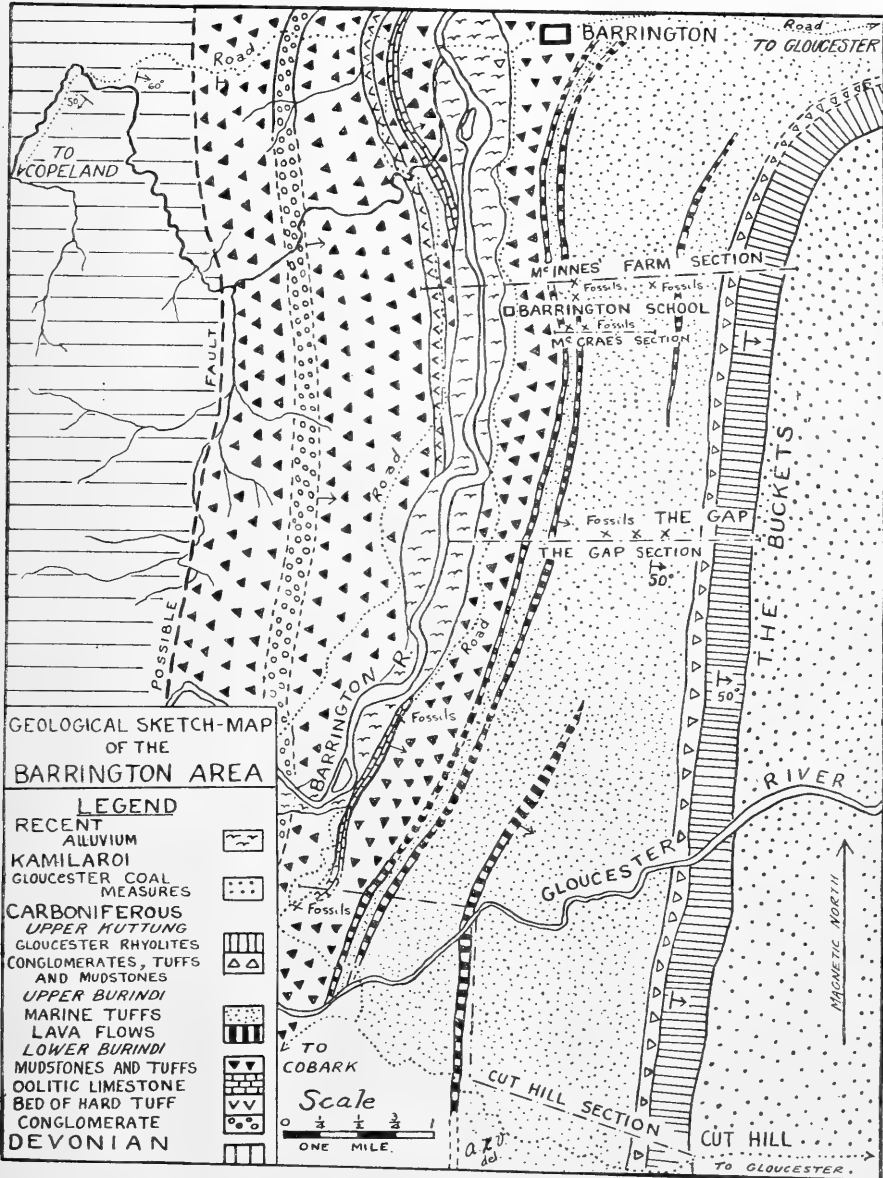 BARRINGTON
Road
TO GLOUCESTER
Road
H
60°
50°
TO
COPELAND
McINNES' FARM SECTION
Fossils
Fossils
BARRINGTON SCHOOL
Fossils
McCRAES SECTION
FAULT
POSSIBLE
Road
THE BUCKETS
Fossils THE GAP
THE GAP SECTION
50°
Road
BARRINGTON R.
Fossils
50°
RIVER
GLOUCESTER
Fossils
MAGNETIC NORTH
TO
COBARK
CUT HILL SECTION
CUT HILL
TO GLOUCESTER.
GEOLOGICAL SKETCH-MAP
OF THE
BARRINGTON AREA
LEGEND
RECENT
ALLUVIUM
KAMILAROI
GLOUCESTER COAL
MEASURES
CARBONIFEROUS
UPPER KUTTUNG
GLOUCESTER RHYOLITES
CONGLOMERATES, TUFFS
AND MUDSTONES
UPPER BURINDI
MARINE TUFFS
LAVA FLOWS
LOWER BURINDI
MUDSTONES AND TUFFS
OOLITIC LIMESTONE
BED OF HARD TUFF
CONGLOMERATE
DEVONIAN
Scale
0 ¼ ½ ¾ 1
ONE MILE.
del